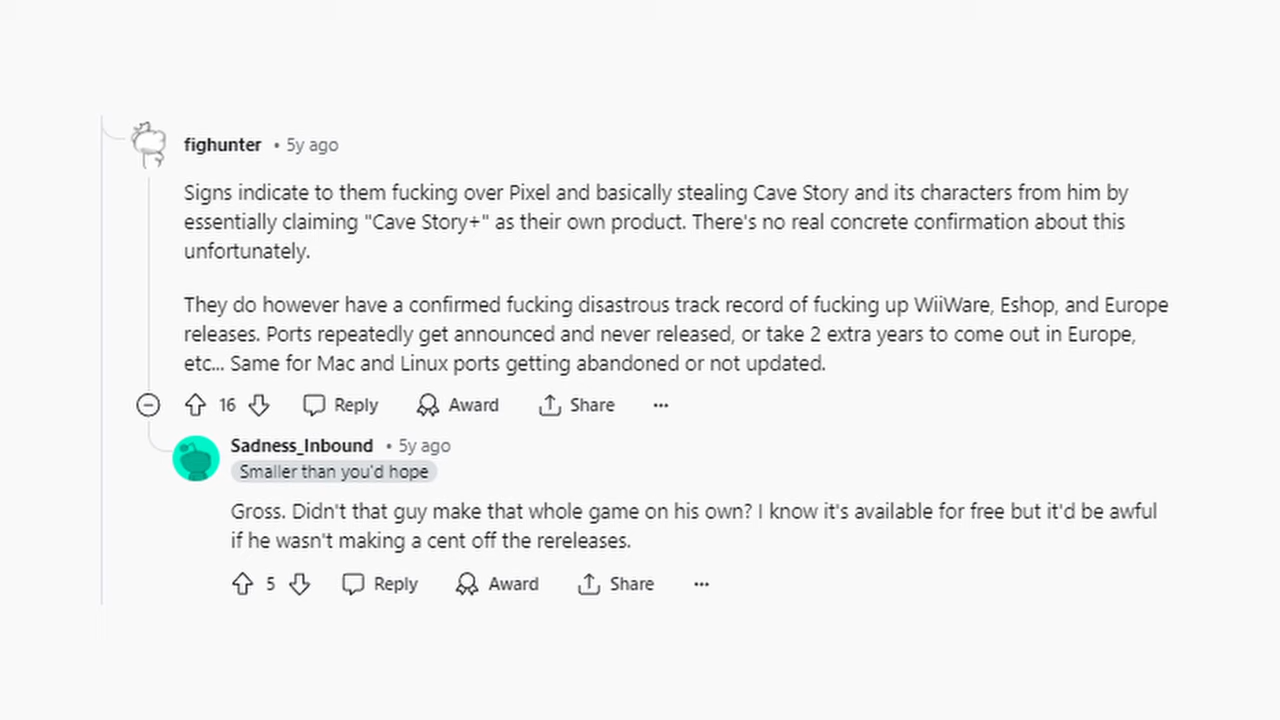 fighunter • 5y ago
Signs indicate to them fucking over Pixel and basically stealing Cave Story and its characters from him by
essentially claiming "Cave Story+" as their own product. There's no real concrete confirmation about this
unfortunately.
They do however have a confirmed fucking disastrous track record of fucking up WiiWare, Eshop, and Europe
releases. Ports repeatedly get announced and never released, or take 2 extra years to come out in Europe,
etc... Same for Mac and Linux ports getting abandoned or not updated.
16 Reply Award Share ...
Sadness_Inbound • 5y ago
Smaller than you'd hope
Gross. Didn't that guy make that whole game on his own? I know it's available for free but it'd be awful
if he wasn't making a cent off the rereleases.
5 Reply Award Share ...